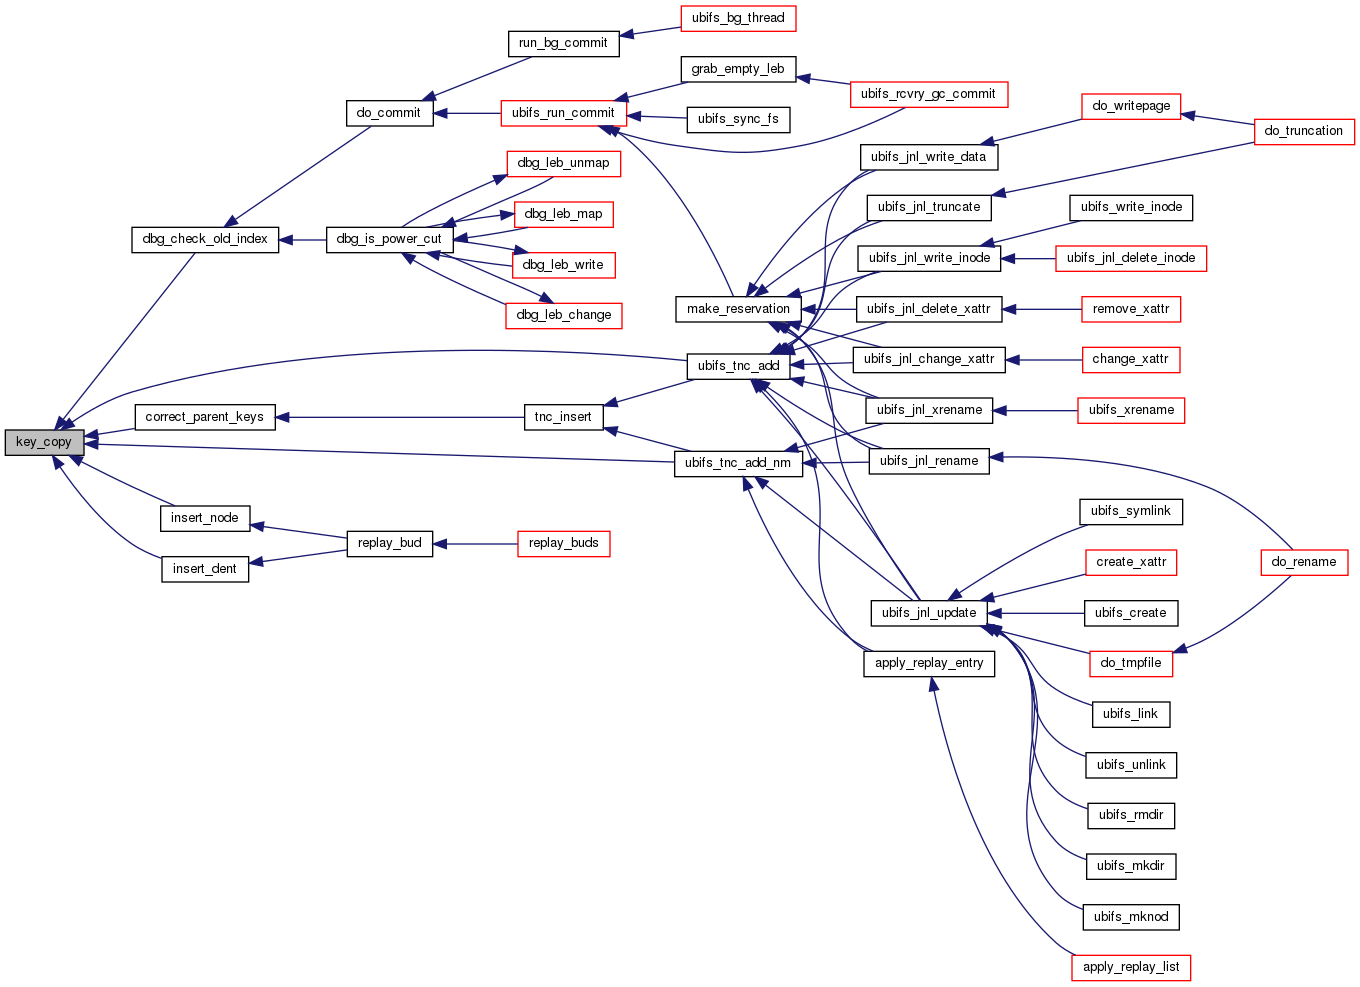 ubifs_bg_thread
run_bg_commit
grab_empty_leb
ubifs_rcvry_gc_commit
do_writepage
do_commit
ubifs_run_commit
ubifs_sync_fs
do_truncation
ubifs_jnl_write_data
dbg_leb_unmap
ubifs_jnl_truncate
ubifs_write_inode
dbg_leb_map
dbg_check_old_index
dbg_is_power_cut
ubifs_jnl_write_inode
ubifs_jnl_delete_inode
dbg_leb_write
make_reservation
ubifs_jnl_delete_xattr
remove_xattr
dbg_leb_change
ubifs_jnl_change_xattr
change_xattr
ubifs_tnc_add
correct_parent_keys
tnc_insert
ubifs_jnl_xrename
ubifs_xrename
key_copy
ubifs_tnc_add_nm
ubifs_jnl_rename
insert_node
ubifs_symlink
replay_bud
replay_buds
insert_dent
create_xattr
do_rename
ubifs_jnl_update
ubifs_create
apply_replay_entry
do_tmpfile
ubifs_link
ubifs_unlink
ubifs_rmdir
ubifs_mkdir
ubifs_mknod
apply_replay_list